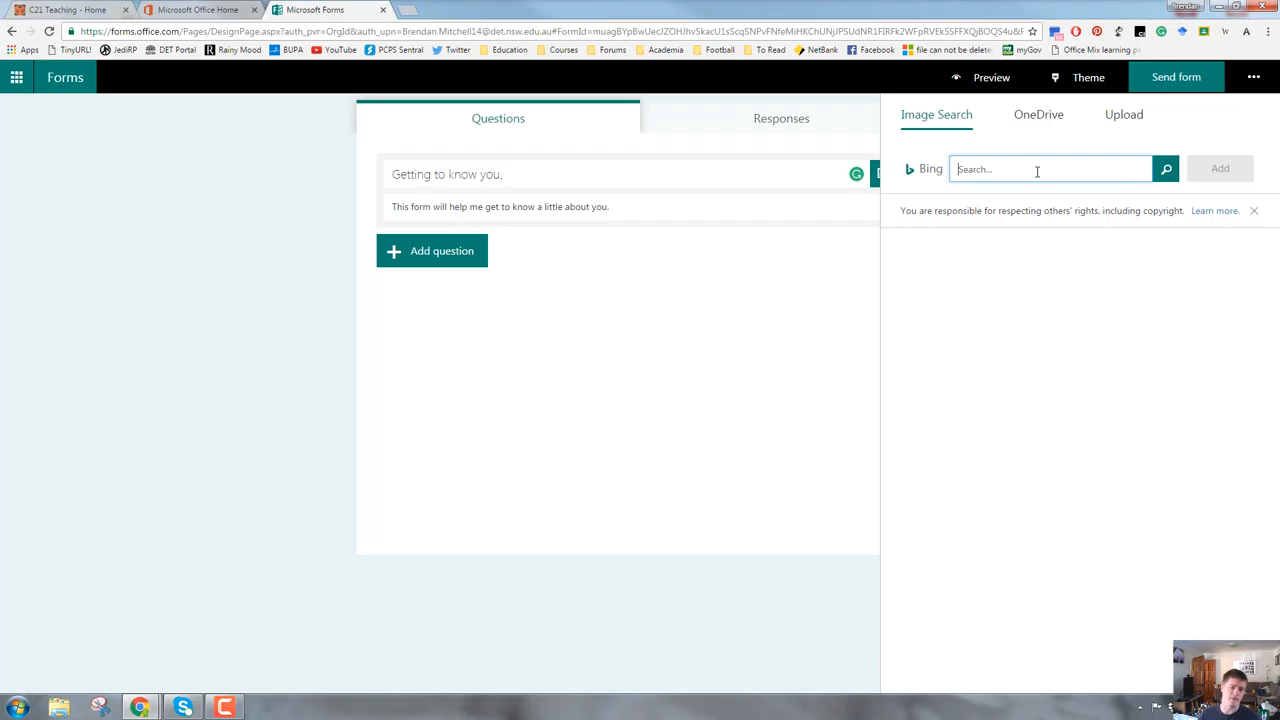 Brendan
C21 Teaching - Home
Microsoft Office Home
Microsoft Forms
Apps TinyURL! JediRP DET Portal Rainy Mood BUPA YouTube PCPS Sentral Twitter Education Courses Forums Academia Football To Read NetBank Facebook file can not be deleted myGov Office Mix learning p
Forms
Preview
Theme
Send form
Questions
Responses
Image Search
OneDrive
Upload
Bing
Search...
Add
You are responsible for respecting others' rights, including copyright. Learn more.
Getting to know you,
This form will help me get to know a little about you.
Add question